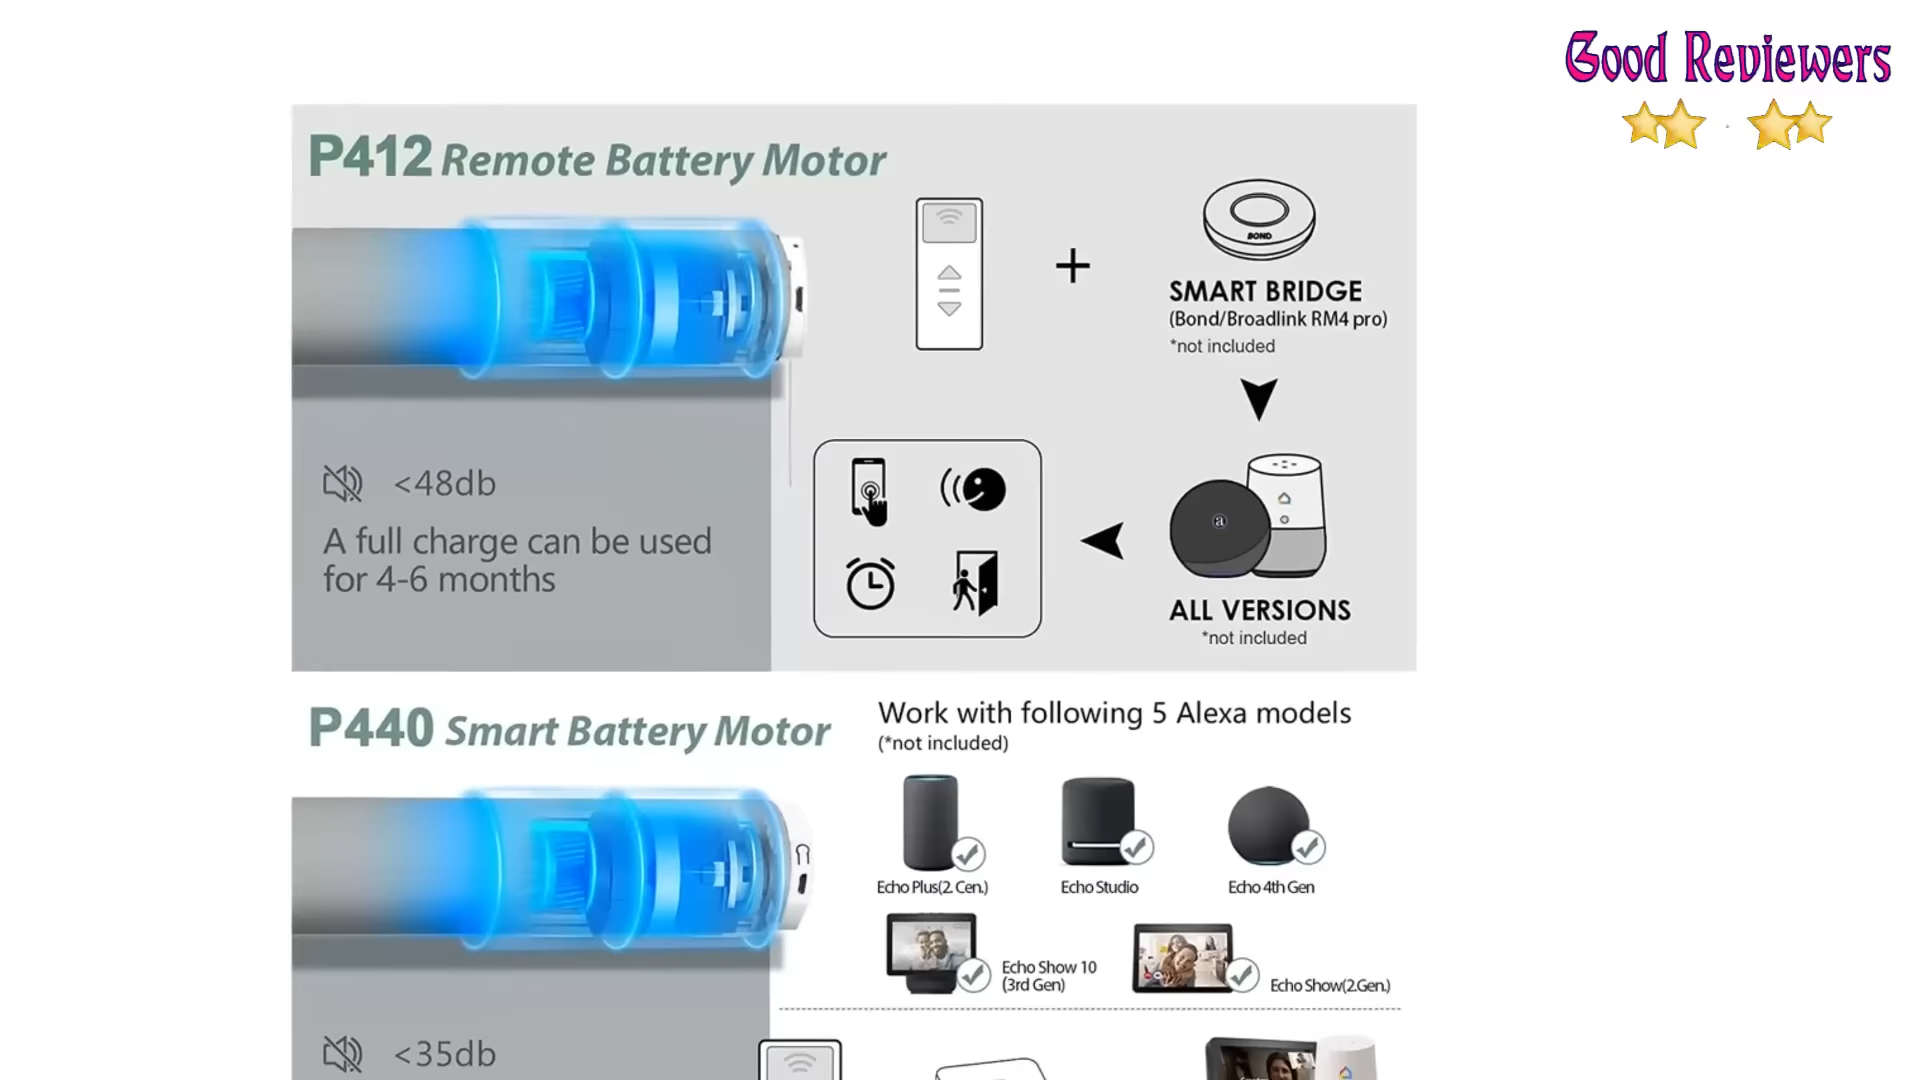 Good Reviewers
P412 Remote Battery Motor
BOND
SMART BRIDGE
(Bond/Broadlink RM4 pro)
*not included
<48db
A full charge can be used
for 4-6 months
a
ALL VERSIONS
*not included
P440 Smart Battery Motor
Work with following 5 Alexa models
(*not included)
Echo Plus(2. Cen.)
Echo Studio
Echo 4th Gen
Echo Show 10
(3rd Gen)
Echo Show(2.Gen.)
<35db